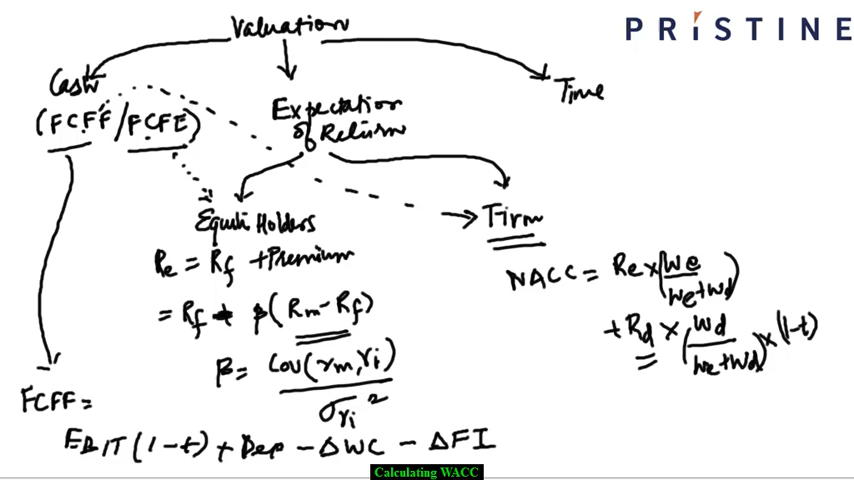 Valuation
PRISTINE
Cash
(FCFF/FCFE)
Expectation
of Return
Time
Equiti Holders
Firm
Re = Rf + Premium
= Rf + β(Rm - Rf)
β = Cov(rm, ri)
σri²
WACC = Re × (We
We+Wd)
+ Rd × (Wd
We+Wd) × (1-t)
FCFF =
EBIT(1-t) + Dep - ΔWC - ΔFI
Calculating WACC